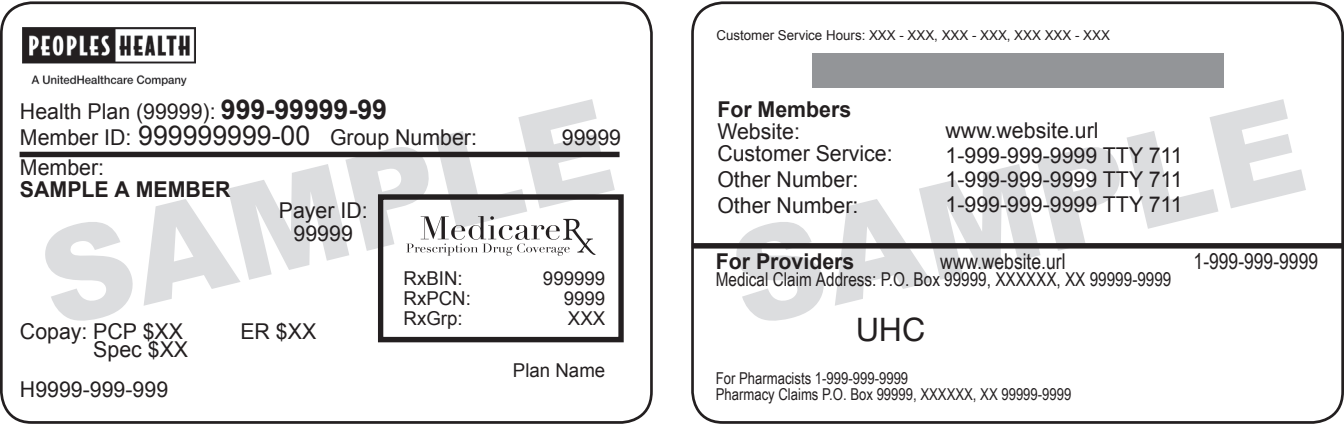 PEOPLES HEALTH
A UnitedHealthcare Company
Health Plan (99999): 999-99999-99
Member ID: 999999999-00 Group Number: 99999
Member:
SAMPLE A MEMBER
Payer ID:
99999
MedicareRx
Prescription Drug Coverage
RxBIN: 999999
RxPCN: 9999
RxGrp: XXX
Copay: PCP $XX ER $XX
Spec $XX
Plan Name
H9999-999-999
SAMPLE
Customer Service Hours: XXX - XXX, XXX - XXX, XXX XXX - XXX
For Members
Website: www.website.url
Customer Service: 1-999-999-9999 TTY 711
Other Number: 1-999-999-9999 TTY 711
Other Number: 1-999-999-9999 TTY 711
For Providers www.website.url 1-999-999-9999
Medical Claim Address: P.O. Box 99999, XXXXXX, XX 99999-9999
UHC
For Pharmacists 1-999-999-9999
Pharmacy Claims P.O. Box 99999, XXXXXX, XX 99999-9999
SAMPLE